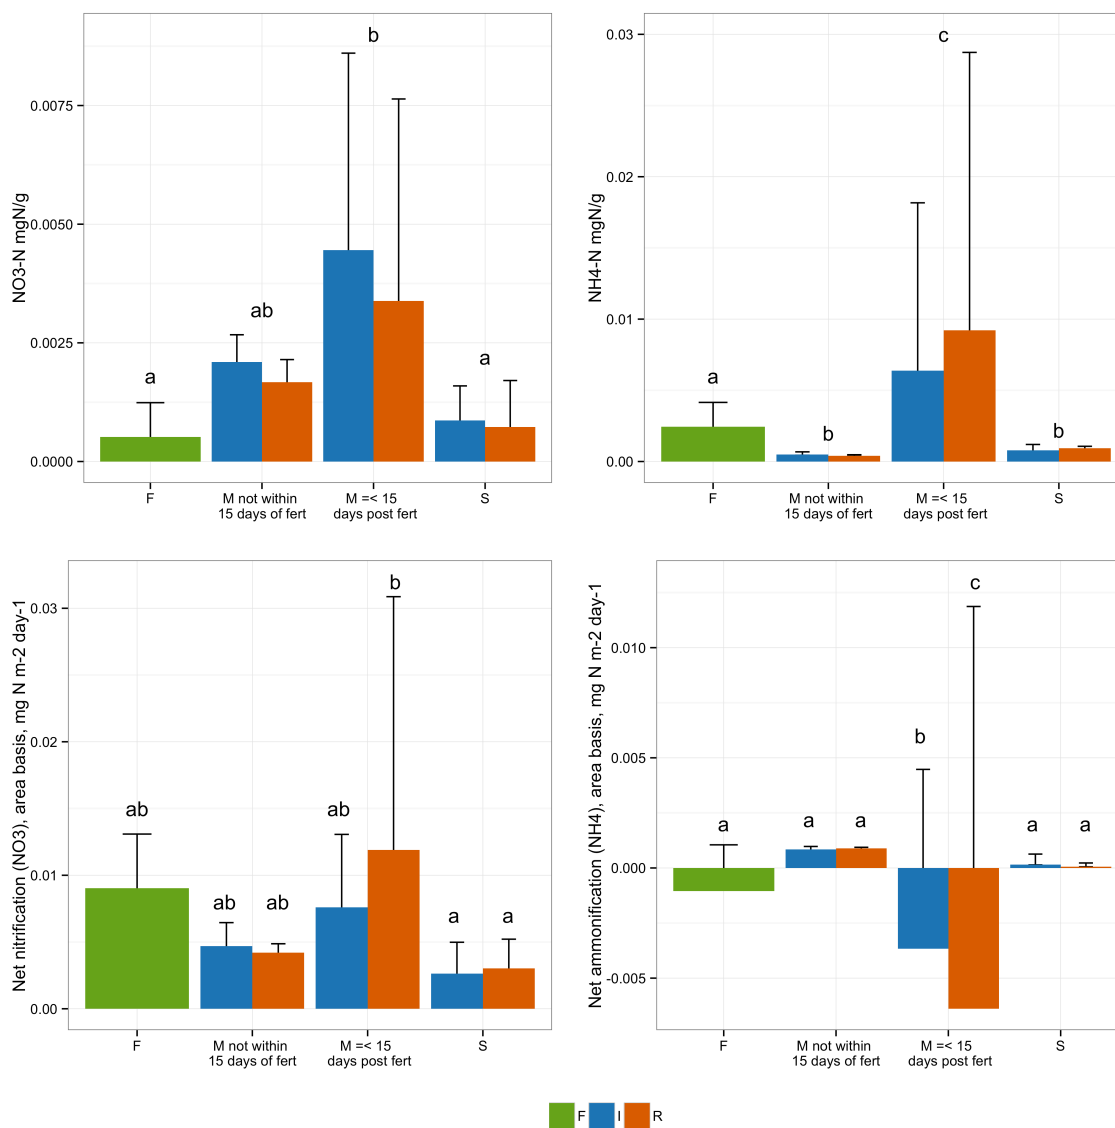 NO3-N mgN/g
0.0075
0.0050
0.0025
0.0000
a
ab
b
a
F
M not within
15 days of fert
M =< 15
days post fert
S
NH4-N mgN/g
0.03
0.02
0.01
0.00
a
b
c
b
F
M not within
15 days of fert
M =< 15
days post fert
S
Net nitrification (NO3), area basis, mg N m-2 day-1
0.03
0.02
0.01
0.00
ab
ab
ab
ab
b
a
a
F
M not within
15 days of fert
M =< 15
days post fert
S
Net ammonification (NH4), area basis, mg N m-2 day-1
0.010
0.005
0.000
-0.005
a
a
a
b
c
a
a
F
M not within
15 days of fert
M =< 15
days post fert
S
F I R